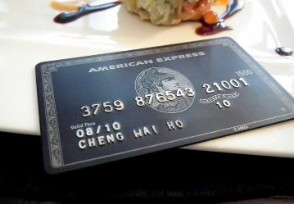 AMERICAN EXPRESS
3759 876543 21001
08/10 10
CHENG WAI HO